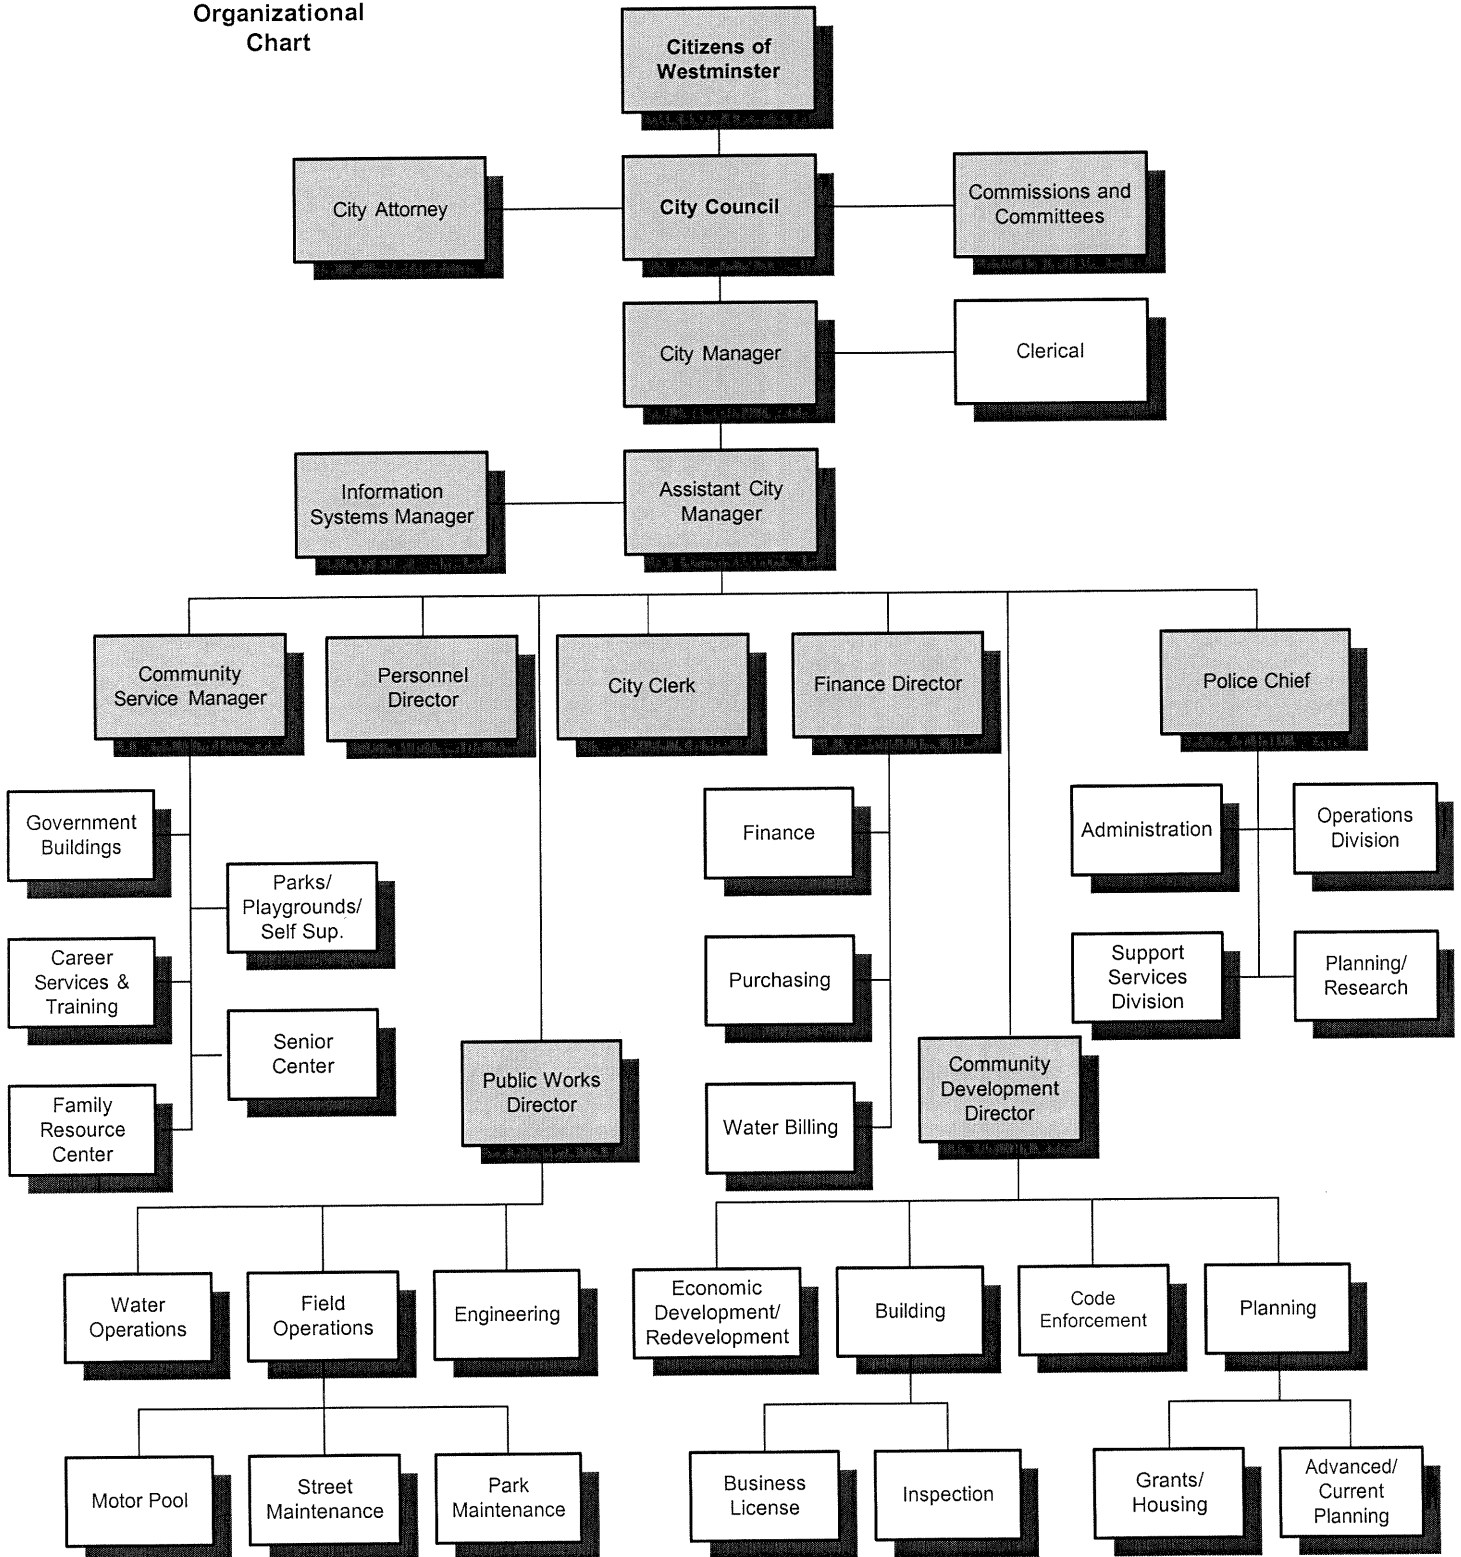 Organizational
Chart
Citizens of
Westminster
City Attorney
City Council
Commissions and
Committees
City Manager
Clerical
Information
Systems Manager
Assistant City
Manager
Community
Service Manager
Personnel
Director
City Clerk
Finance Director
Police Chief
Government
Buildings
Parks/
Playgrounds/
Self Sup.
Career
Services &
Training
Senior
Center
Family
Resource
Center
Finance
Purchasing
Water Billing
Administration
Operations
Division
Support
Services
Division
Planning/
Research
Public Works
Director
Community
Development
Director
Water
Operations
Field
Operations
Engineering
Economic
Development/
Redevelopment
Building
Code
Enforcement
Planning
Motor Pool
Street
Maintenance
Park
Maintenance
Business
License
Inspection
Grants/
Housing
Advanced/
Current
Planning